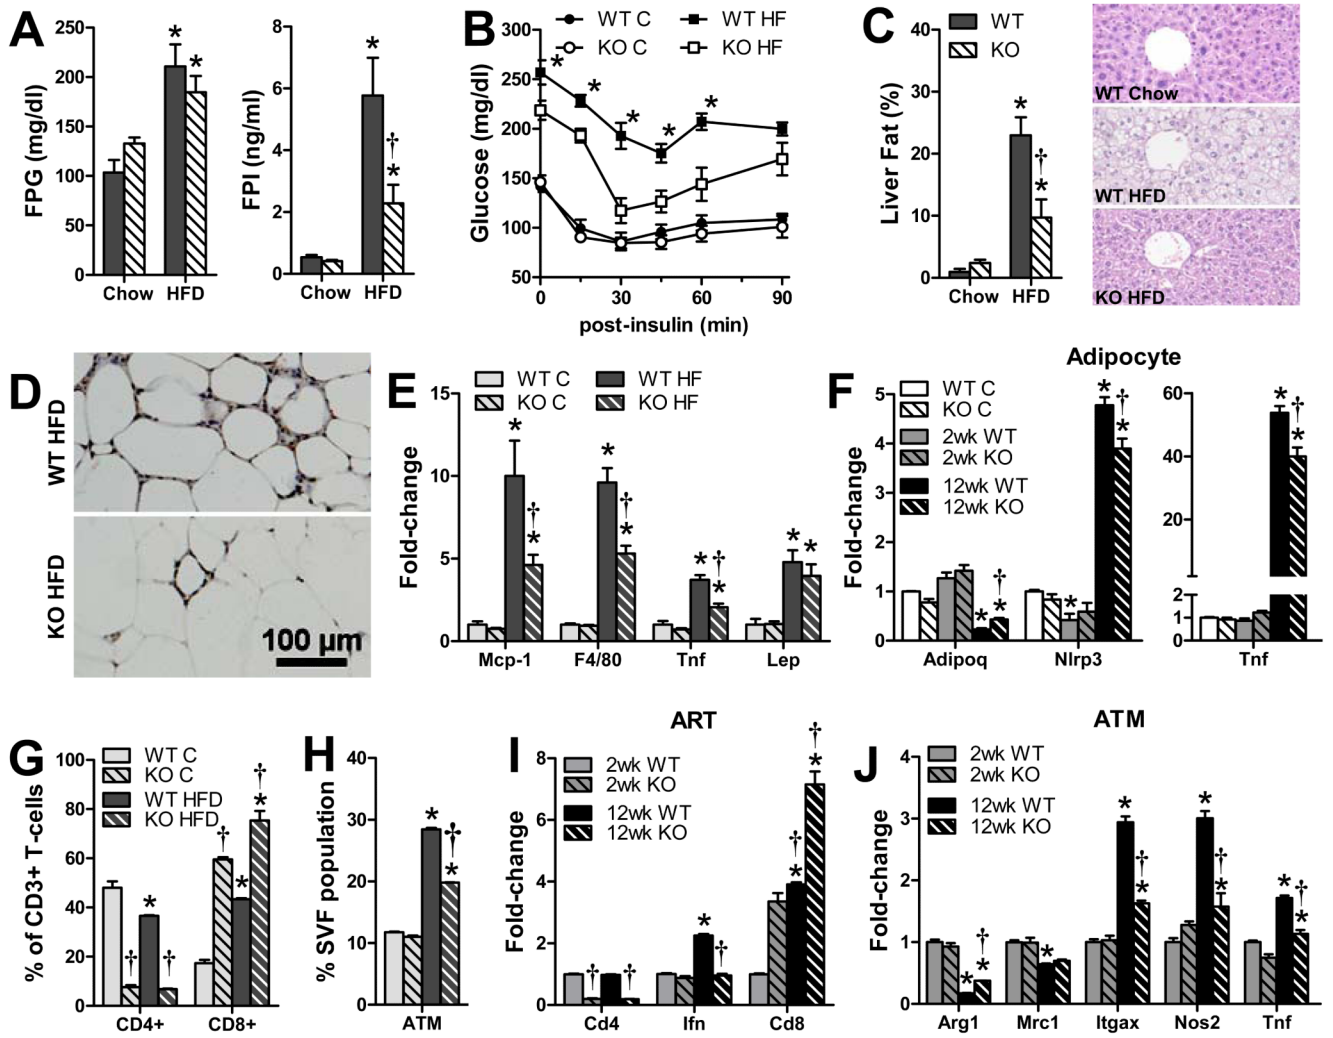 A
FPG (mg/dl)
250
200
150
100
50
0
*
*
Chow HFD
FPI (ng/ml)
8
6
4
2
0
*
†
*
Chow HFD
B
WT C WT HF
KO C KO HF
Glucose (mg/dl)
300
250
200
150
100
50
* * * * *
0 30 60 90
post-insulin (min)
C
WT
KO
Liver Fat (%)
40
30
20
10
0
*
†
*
Chow HFD
WT Chow
WT HFD
KO HFD
D
WT HFD
KO HFD
100 µm
E
WT C WT HF
KO C KO HF
Fold-change
15
10
5
0
* † * * † * * † * * *
Mcp-1 F4/80 Tnf Lep
Adipocyte
F
WT C
KO C
2wk WT
2wk KO
12wk WT
12wk KO
Fold-change
5
4
3
2
1
0
* † * * * † *
Adipoq Nlrp3
60
40
20
2
1
0
* † *
Tnf
G
WT C
KO C
WT HFD
KO HFD
% of CD3+ T-cells
100
80
60
40
20
0
† * † † * † *
CD4+ CD8+
H
% SVF population
40
30
20
10
0
* † *
ATM
ART
I
2wk WT
2wk KO
12wk WT
12wk KO
Fold-change
8
6
4
2
0
† † * † † * † *
Cd4 Ifn Cd8
ATM
J
2wk WT
2wk KO
12wk WT
12wk KO
Fold-change
4
3
2
1
0
* † * * * † * * † * * † *
Arg1 Mrc1 Itgax Nos2 Tnf